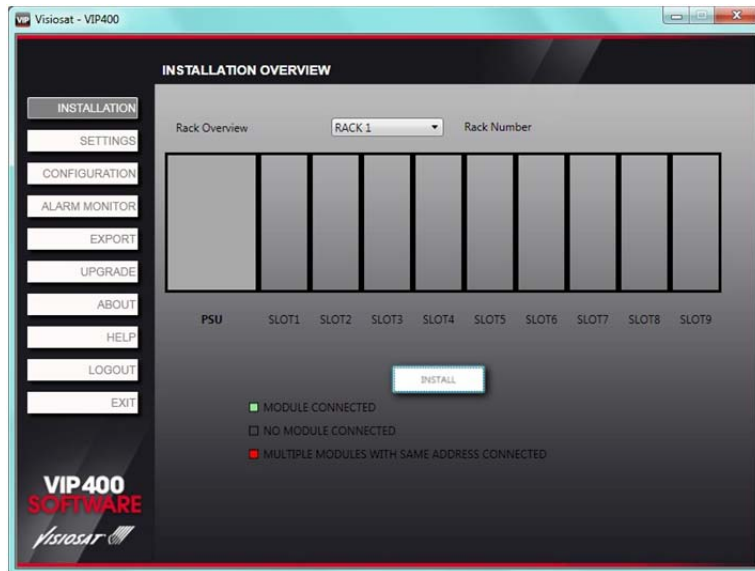 VIP Visiosat - VIP400
INSTALLATION OVERVIEW
INSTALLATION
SETTINGS
CONFIGURATION
ALARM MONITOR
EXPORT
UPGRADE
ABOUT
HELP
LOGOUT
EXIT
Rack Overview RACK 1 Rack Number
PSU SLOT1 SLOT2 SLOT3 SLOT4 SLOT5 SLOT6 SLOT7 SLOT8 SLOT9
INSTALL
MODULE CONNECTED
NO MODULE CONNECTED
MULTIPLE MODULES WITH SAME ADDRESS CONNECTED
VIP400
SOFTWARE
VISIOSAT